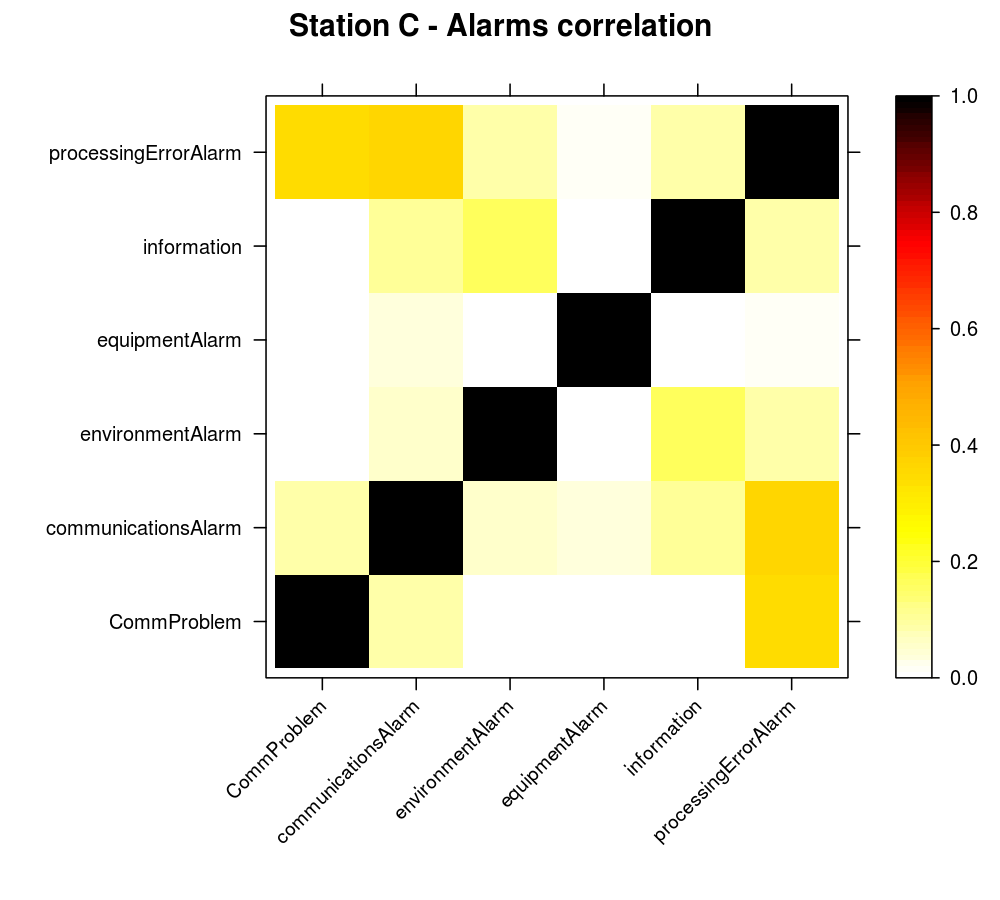 Station C - Alarms correlation
processingErrorAlarm
information
equipmentAlarm
environmentAlarm
communicationsAlarm
CommProblem
CommProblem
communicationsAlarm
environmentAlarm
equipmentAlarm
information
processingErrorAlarm
1.0
0.8
0.6
0.4
0.2
0.0